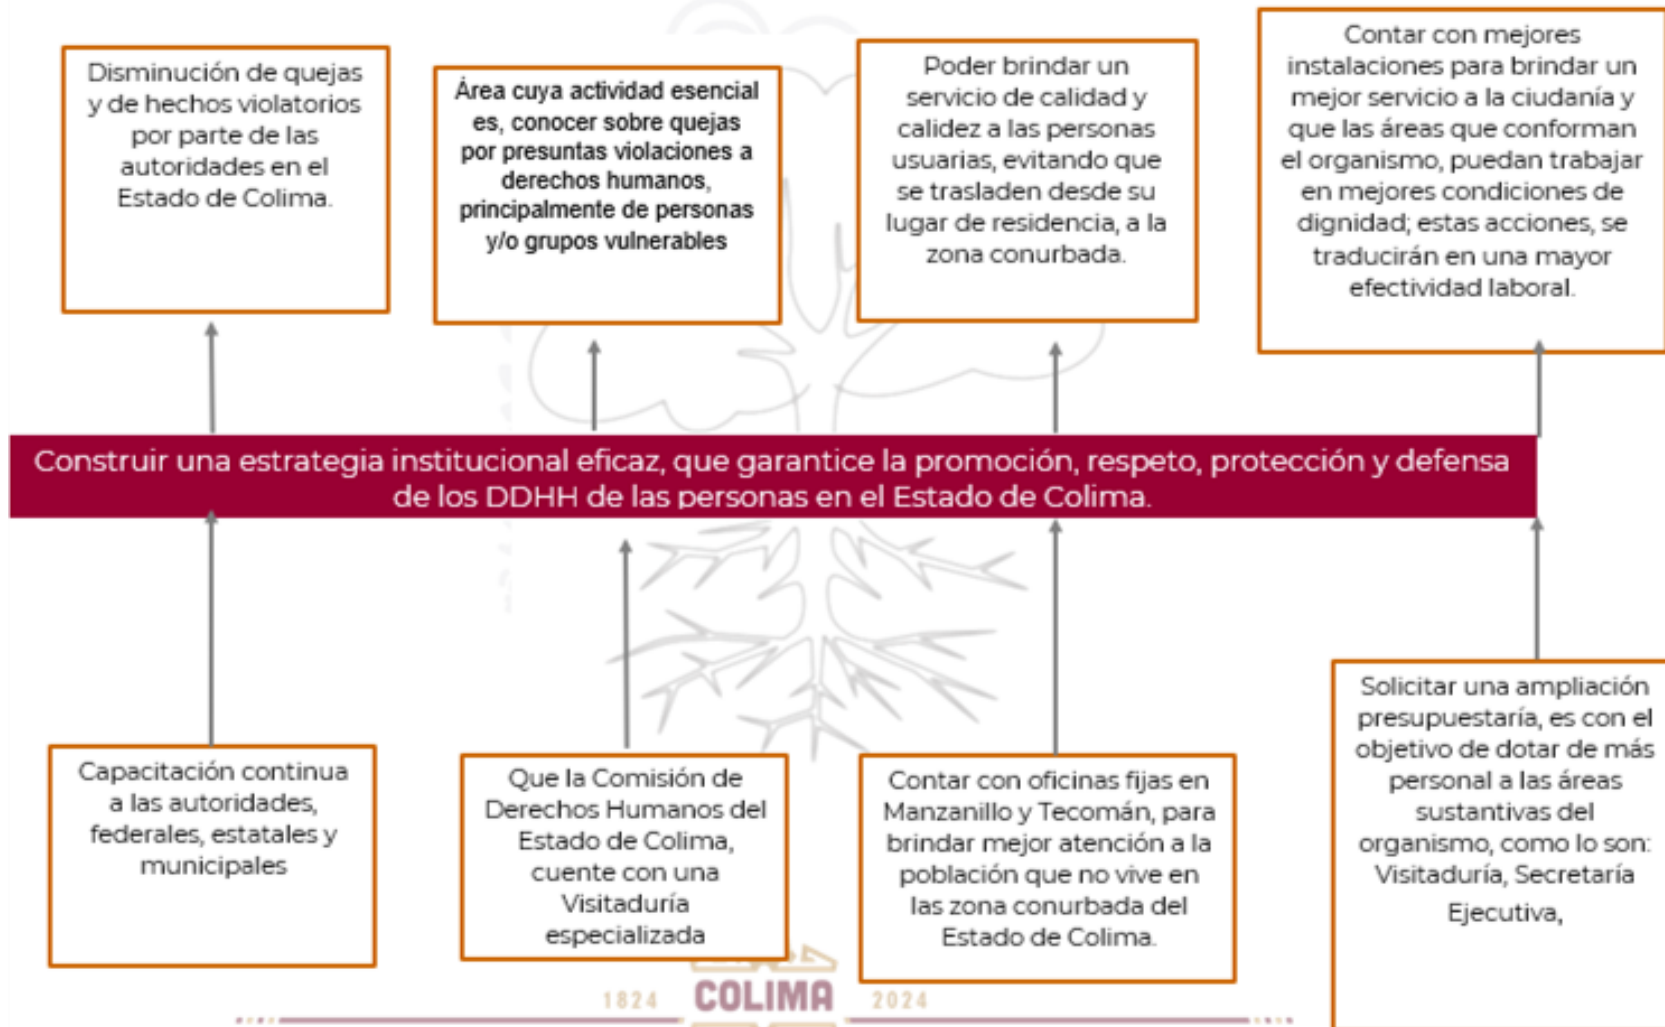 Disminución de quejas
y de hechos violatorios
por parte de las
autoridades en el
Estado de Colima.
Área cuya actividad esencial
es, conocer sobre quejas
por presuntas violaciones a
derechos humanos,
principalmente de personas
y/o grupos vulnerables
Poder brindar un
servicio de calidad y
calidez a las personas
usuarias, evitando que
se trasladen desde su
lugar de residencia, a la
zona conurbada.
Contar con mejores
instalaciones para brindar un
mejor servicio a la ciudanía y
que las áreas que conforman
el organismo, puedan trabajar
en mejores condiciones de
dignidad; estas acciones, se
traducirán en una mayor
efectividad laboral.
Construir una estrategia institucional eficaz, que garantice la promoción, respeto, protección y defensa
de los DDHH de las personas en el Estado de Colima.
Capacitación continua
a las autoridades,
federales, estatales y
municipales
Que la Comisión de
Derechos Humanos del
Estado de Colima,
cuente con una
Visitaduría
especializada
Contar con oficinas fijas en
Manzanillo y Tecomán, para
brindar mejor atención a la
población que no vive en
las zona conurbada del
Estado de Colima.
Solicitar una ampliación
presupuestaría, es con el
objetivo de dotar de más
personal a las áreas
sustantivas del
organismo, como lo son:
Visitaduría, Secretaría
Ejecutiva,
1824 COLIMA 2024